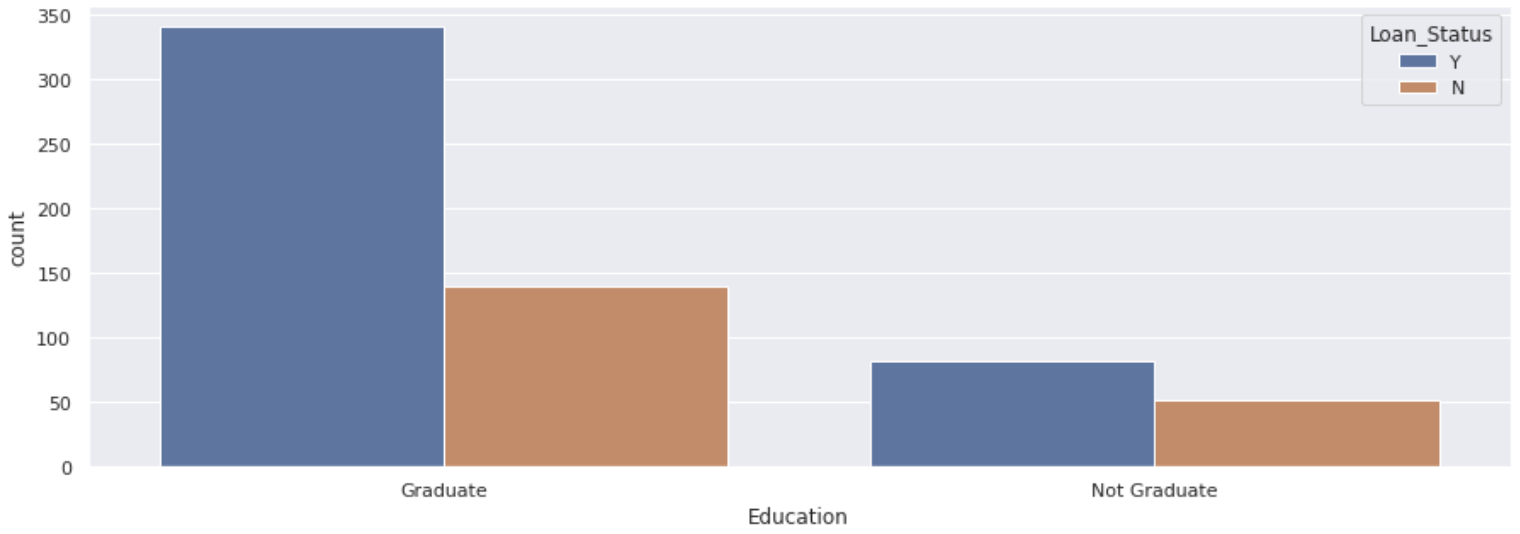 350
300
250
200
150
100
50
0
count
Graduate
Not Graduate
Education
Loan_Status
Y
N